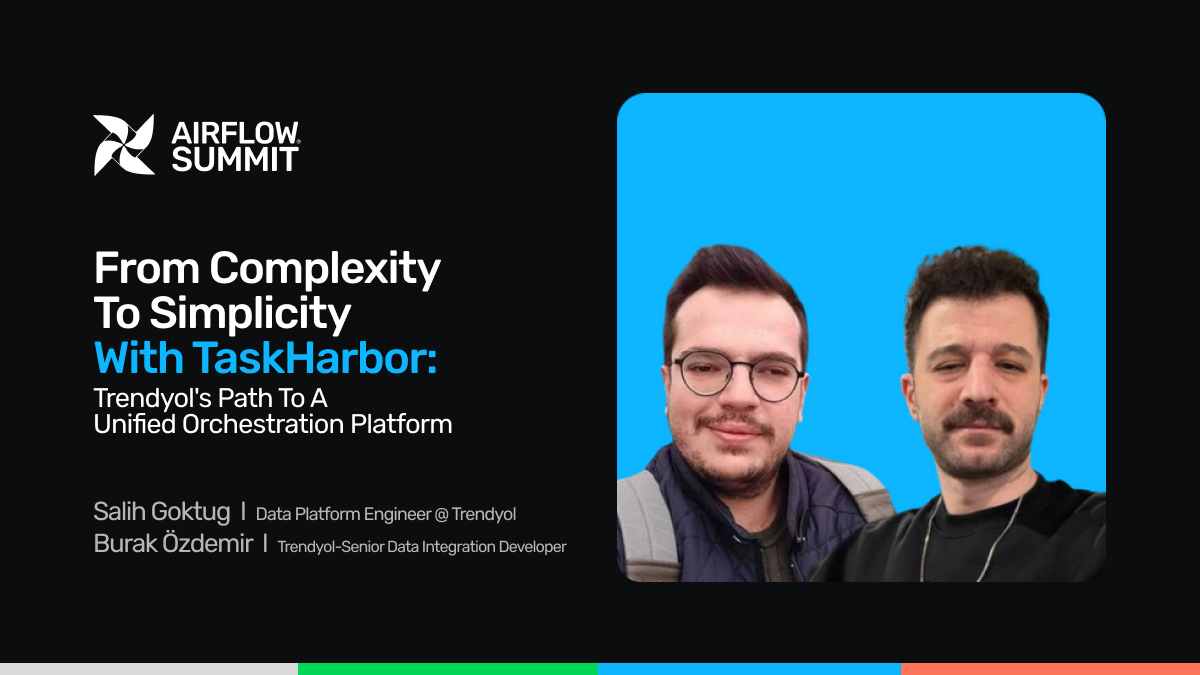 AIRFLOW
SUMMIT
From Complexity
To Simplicity
With TaskHarbor:
Trendyol's Path To A
Unified Orchestration Platform
Salih Goktug | Data Platform Engineer @ Trendyol
Burak Özdemir | Trendyol-Senior Data Integration Developer